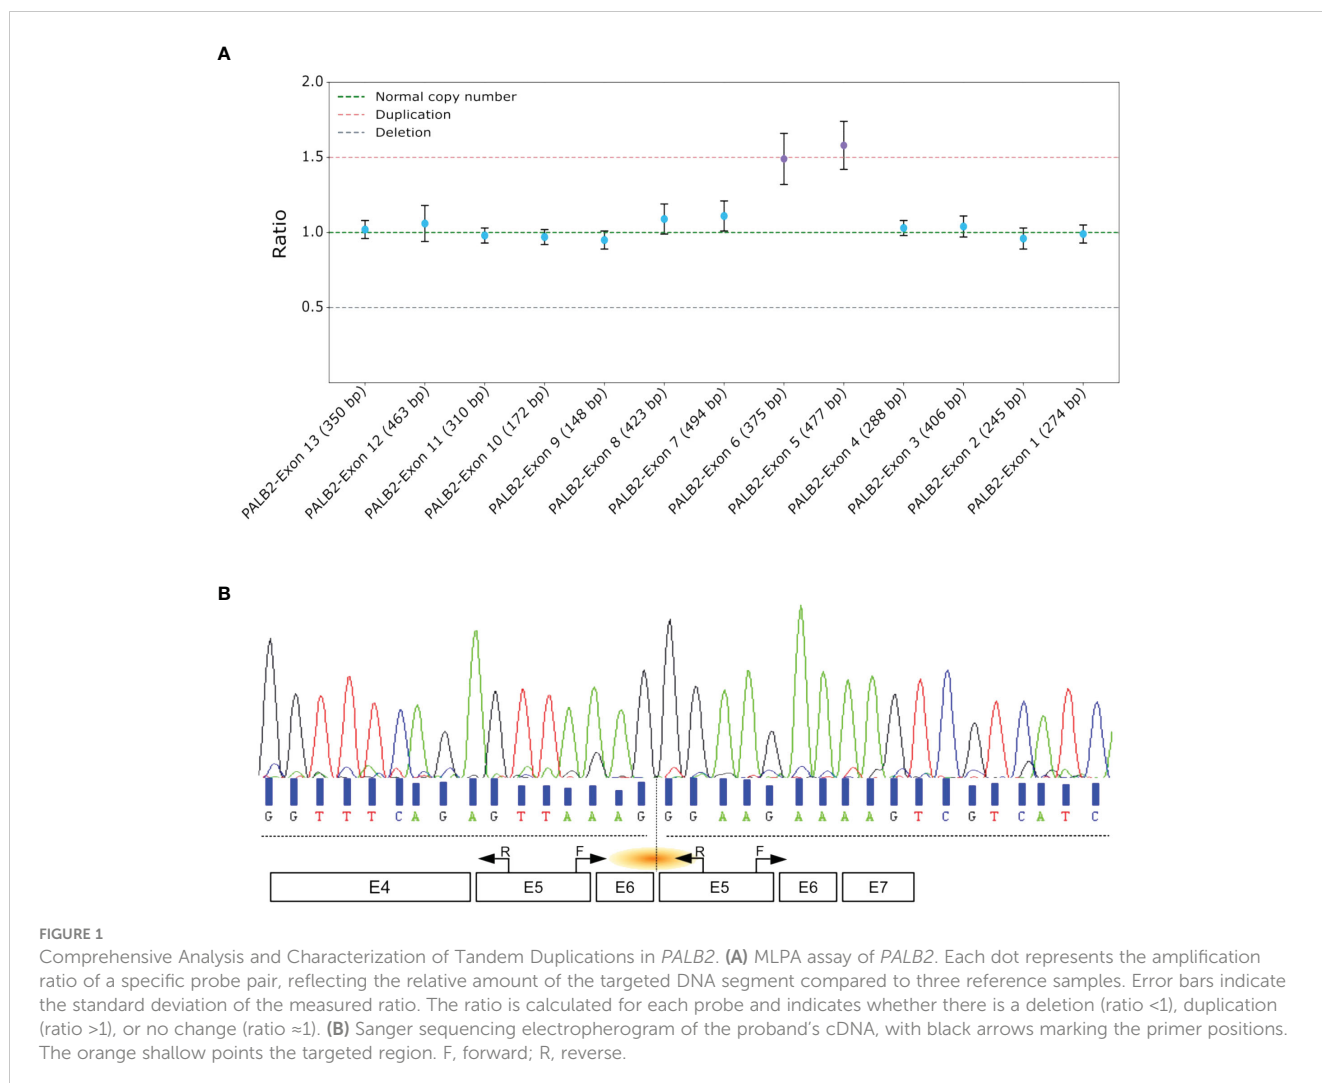 A
2.0
Normal copy number
Duplication
Deletion
1.5
1.0
0.5
Ratio
PALB2-Exon 13 (350 bp)
PALB2-Exon 12 (463 bp)
PALB2-Exon 11 (310 bp)
PALB2-Exon 10 (172 bp)
PALB2-Exon 9 (148 bp)
PALB2-Exon 8 (423 bp)
PALB2-Exon 7 (494 bp)
PALB2-Exon 6 (375 bp)
PALB2-Exon 5 (477 bp)
PALB2-Exon 4 (288 bp)
PALB2-Exon 3 (406 bp)
PALB2-Exon 2 (245 bp)
PALB2-Exon 1 (274 bp)
B
G G T T T C A G A G T T A A A G G G A A G A A A A G T C G T C A T C
R F R F
E4 E5 E6 E5 E6 E7
FIGURE 1
Comprehensive Analysis and Characterization of Tandem Duplications in PALB2. (A) MLPA assay of PALB2. Each dot represents the amplification
ratio of a specific probe pair, reflecting the relative amount of the targeted DNA segment compared to three reference samples. Error bars indicate
the standard deviation of the measured ratio. The ratio is calculated for each probe and indicates whether there is a deletion (ratio <1), duplication
(ratio >1), or no change (ratio ≈1). (B) Sanger sequencing electropherogram of the proband's cDNA, with black arrows marking the primer positions.
The orange shallow points the targeted region. F, forward; R, reverse.